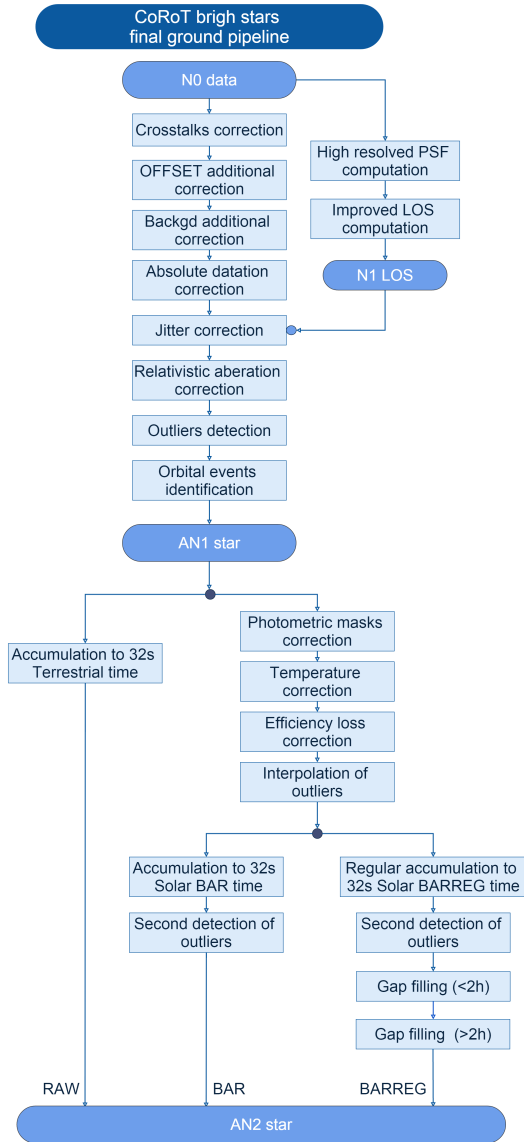 CoRoT brigh stars
final ground pipeline
N0 data
Crosstalks correction
OFFSET additional
correction
Backgd additional
correction
Absolute datation
correction
Jitter correction
High resolved PSF
computation
Improved LOS
computation
N1 LOS
Relativistic aberation
correction
Outliers detection
Orbital events
identification
AN1 star
Accumulation to 32s
Terrestrial time
Photometric masks
correction
Temperature
correction
Efficiency loss
correction
Interpolation of
outliers
Accumulation to 32s
Solar BAR time
Second detection of
outliers
Regular accumulation to
32s Solar BARREG time
Second detection of
outliers
Gap filling (<2h)
Gap filling (>2h)
RAW
BAR
BARREG
AN2 star